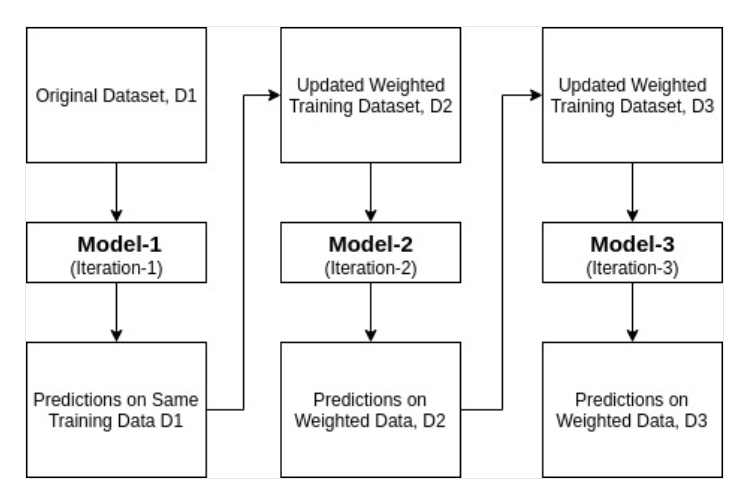 Original Dataset, D1
Updated Weighted
Training Dataset, D2
Updated Weighted
Training Dataset, D3
Model-1
(Iteration-1)
Model-2
(Iteration-2)
Model-3
(Iteration-3)
Predictions on Same
Training Data D1
Predictions on
Weighted Data, D2
Predictions on
Weighted Data, D3